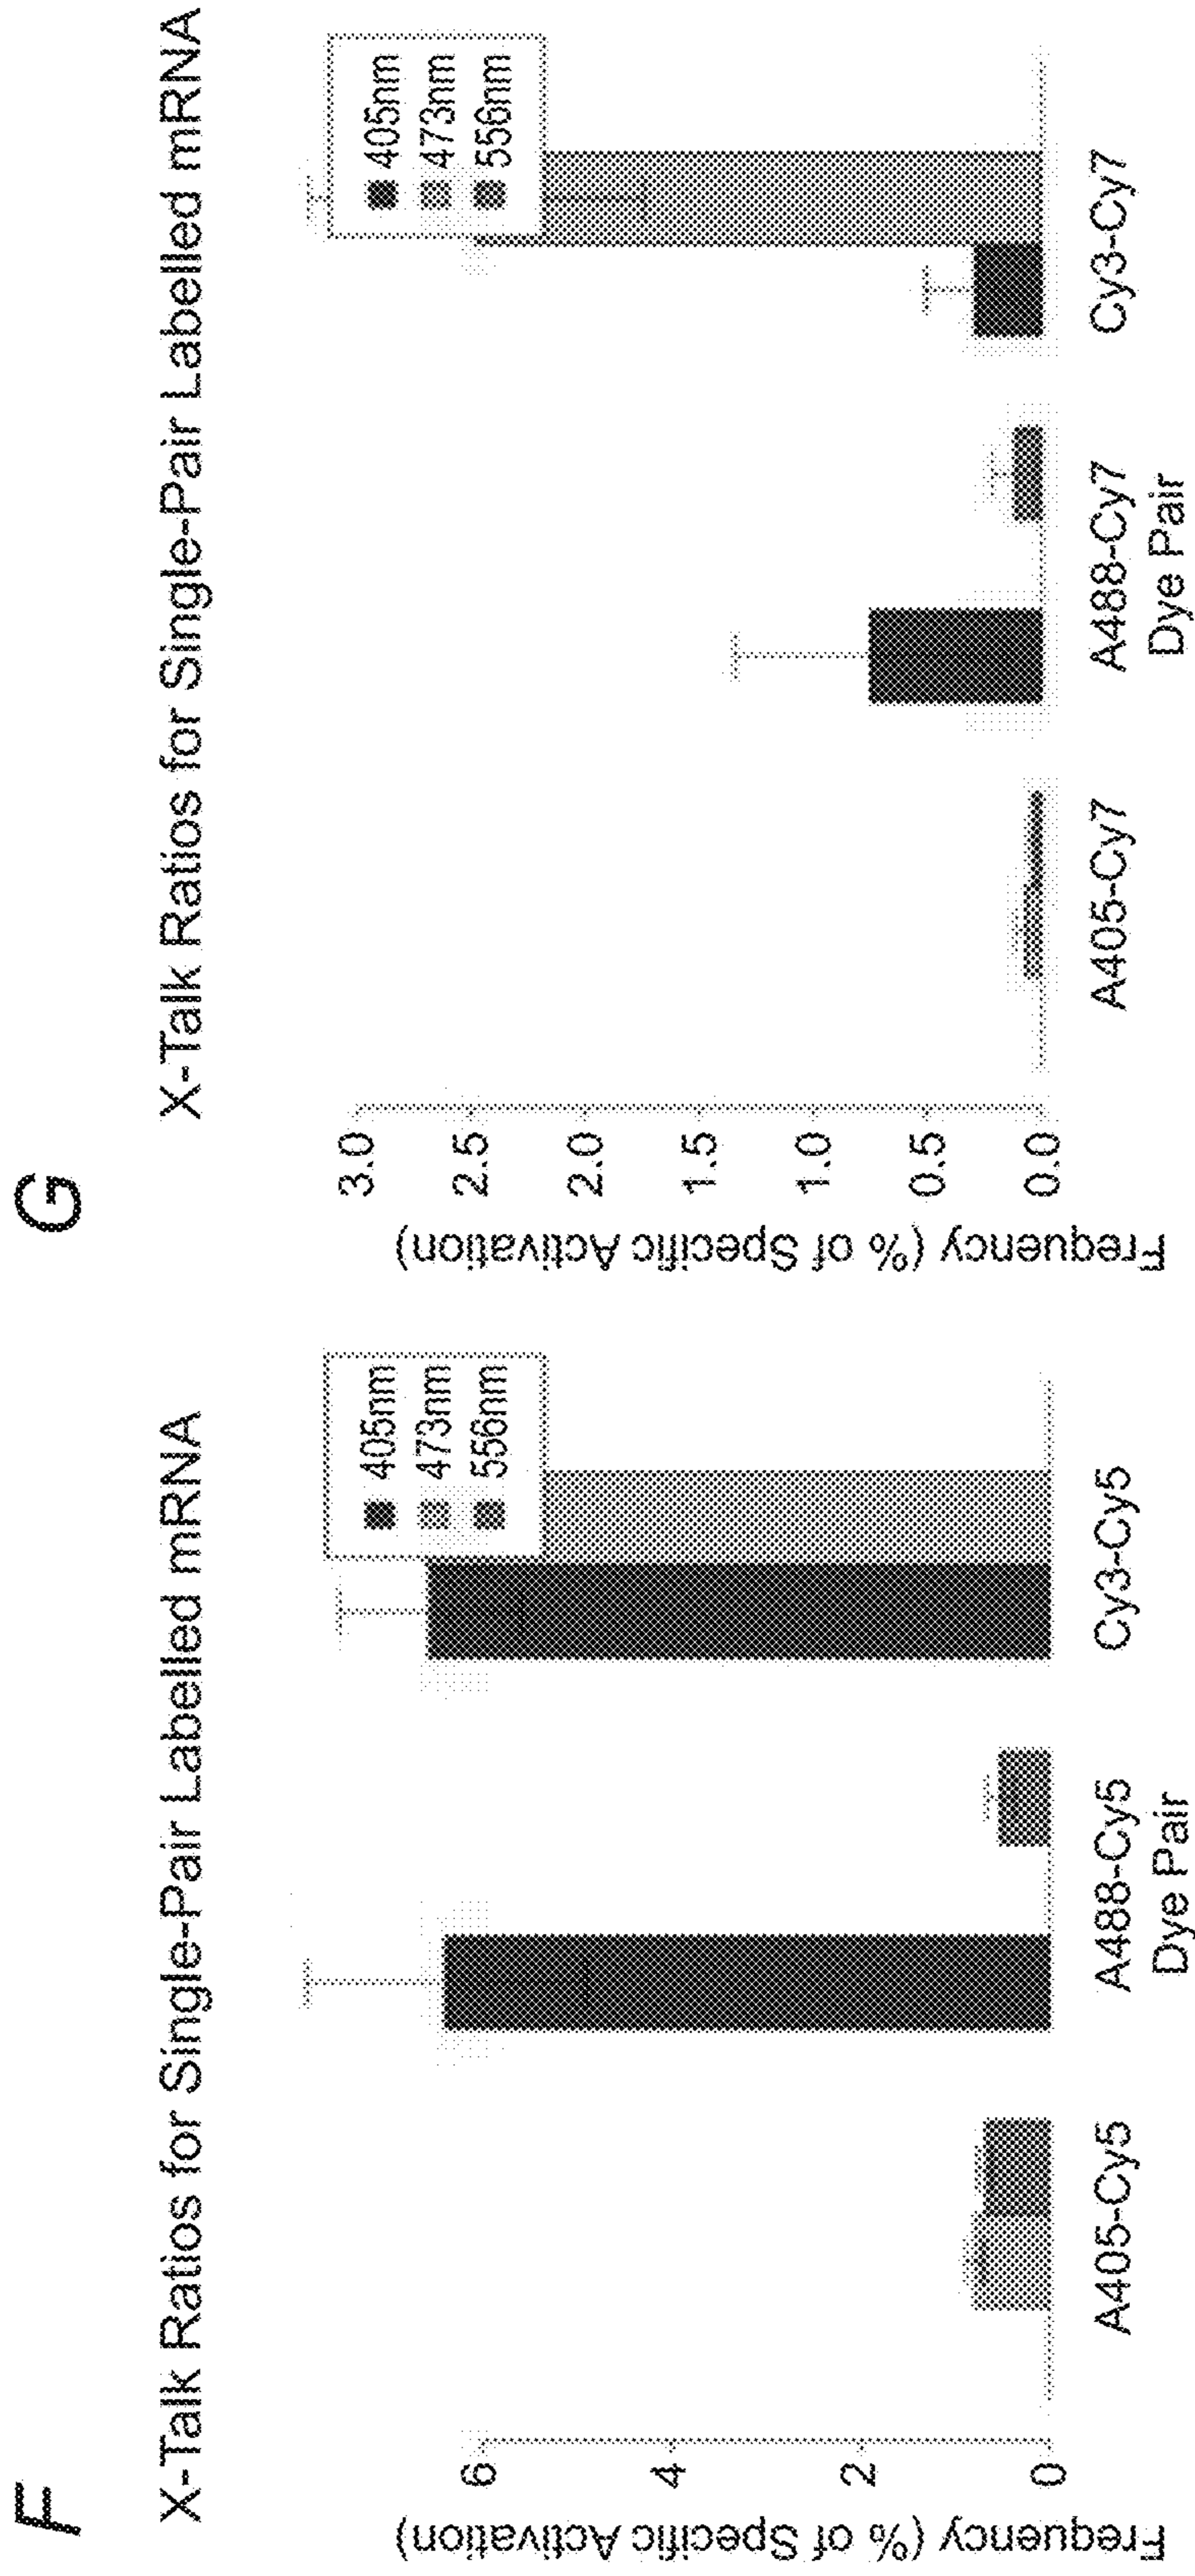 F
X-Talk Ratios for Single-Pair Labelled mRNA
Frequency (% of Specific Activation)
6
4
2
0
405nm
473nm
556nm
A405-Cy5
A488-Cy5
Cy3-Cy5
Dye Pair
G
X-Talk Ratios for Single-Pair Labelled mRNA
Frequency (% of Specific Activation)
3.0
2.5
2.0
1.5
1.0
0.5
0.0
405nm
473nm
556nm
A405-Cy7
A488-Cy7
Cy3-Cy7
Dye Pair